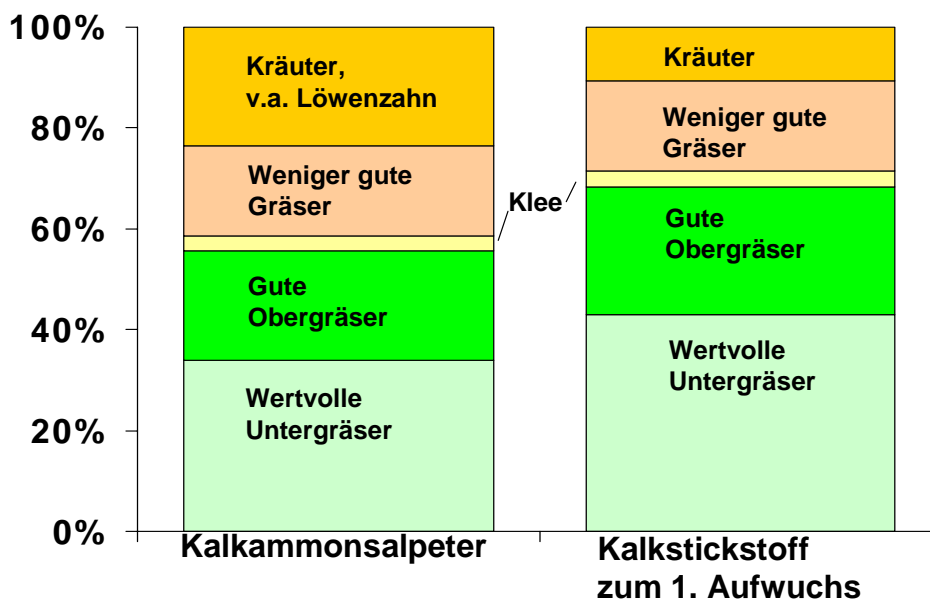 100%
80%
60%
40%
20%
0%
Kräuter,
v.a. Löwenzahn
Weniger gute
Gräser
Gute
Obergräser
Wertvolle
Untergräser
Klee
Kräuter
Weniger gute
Gräser
Gute
Obergräser
Wertvolle
Untergräser
Kalkammonsalpeter
Kalkstickstoff
zum 1. Aufwuchs